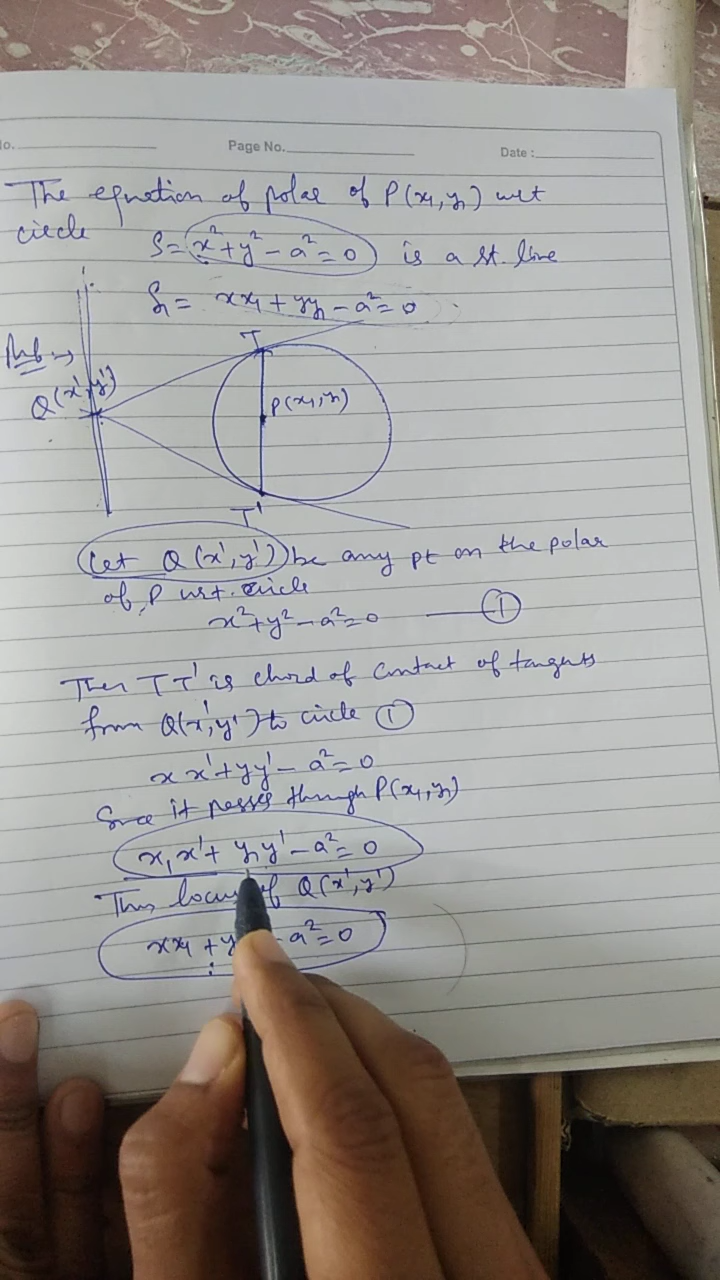 Page No.
Date :
The equation of polar of P(x₁, y₁) wrt
circle S = x² + y² - a² = 0 is a st. line
S₁ = xx₁ + yy₁ - a² = 0
T
Q(x', y')
P(x₁, y₁)
T'
Let Q(x', y') be any pt on the polar
of P wrt. circle
x² + y² - a² = 0 —— ①
Then TT' is chord of contact of tangents
from Q(x', y') to circle ①
xx' + yy' - a² = 0
Since it passes through P(x₁, y₁)
x₁x' + y₁y' - a² = 0
Thus locus of Q(x', y')
xx₁ + y - a² = 0